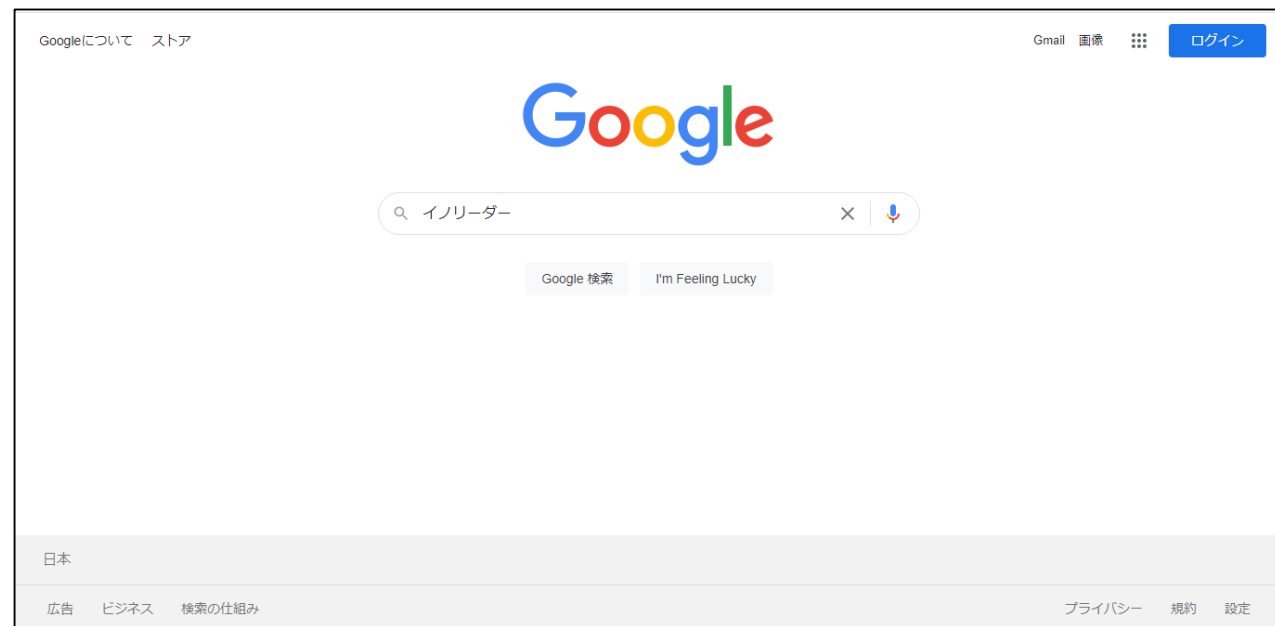 Googleについて ストア Gmail 画像 ログイン
Google
イノリーダー
Google 検索 I'm Feeling Lucky
日本
広告 ビジネス 検索の仕組み プライバシー 規約 設定